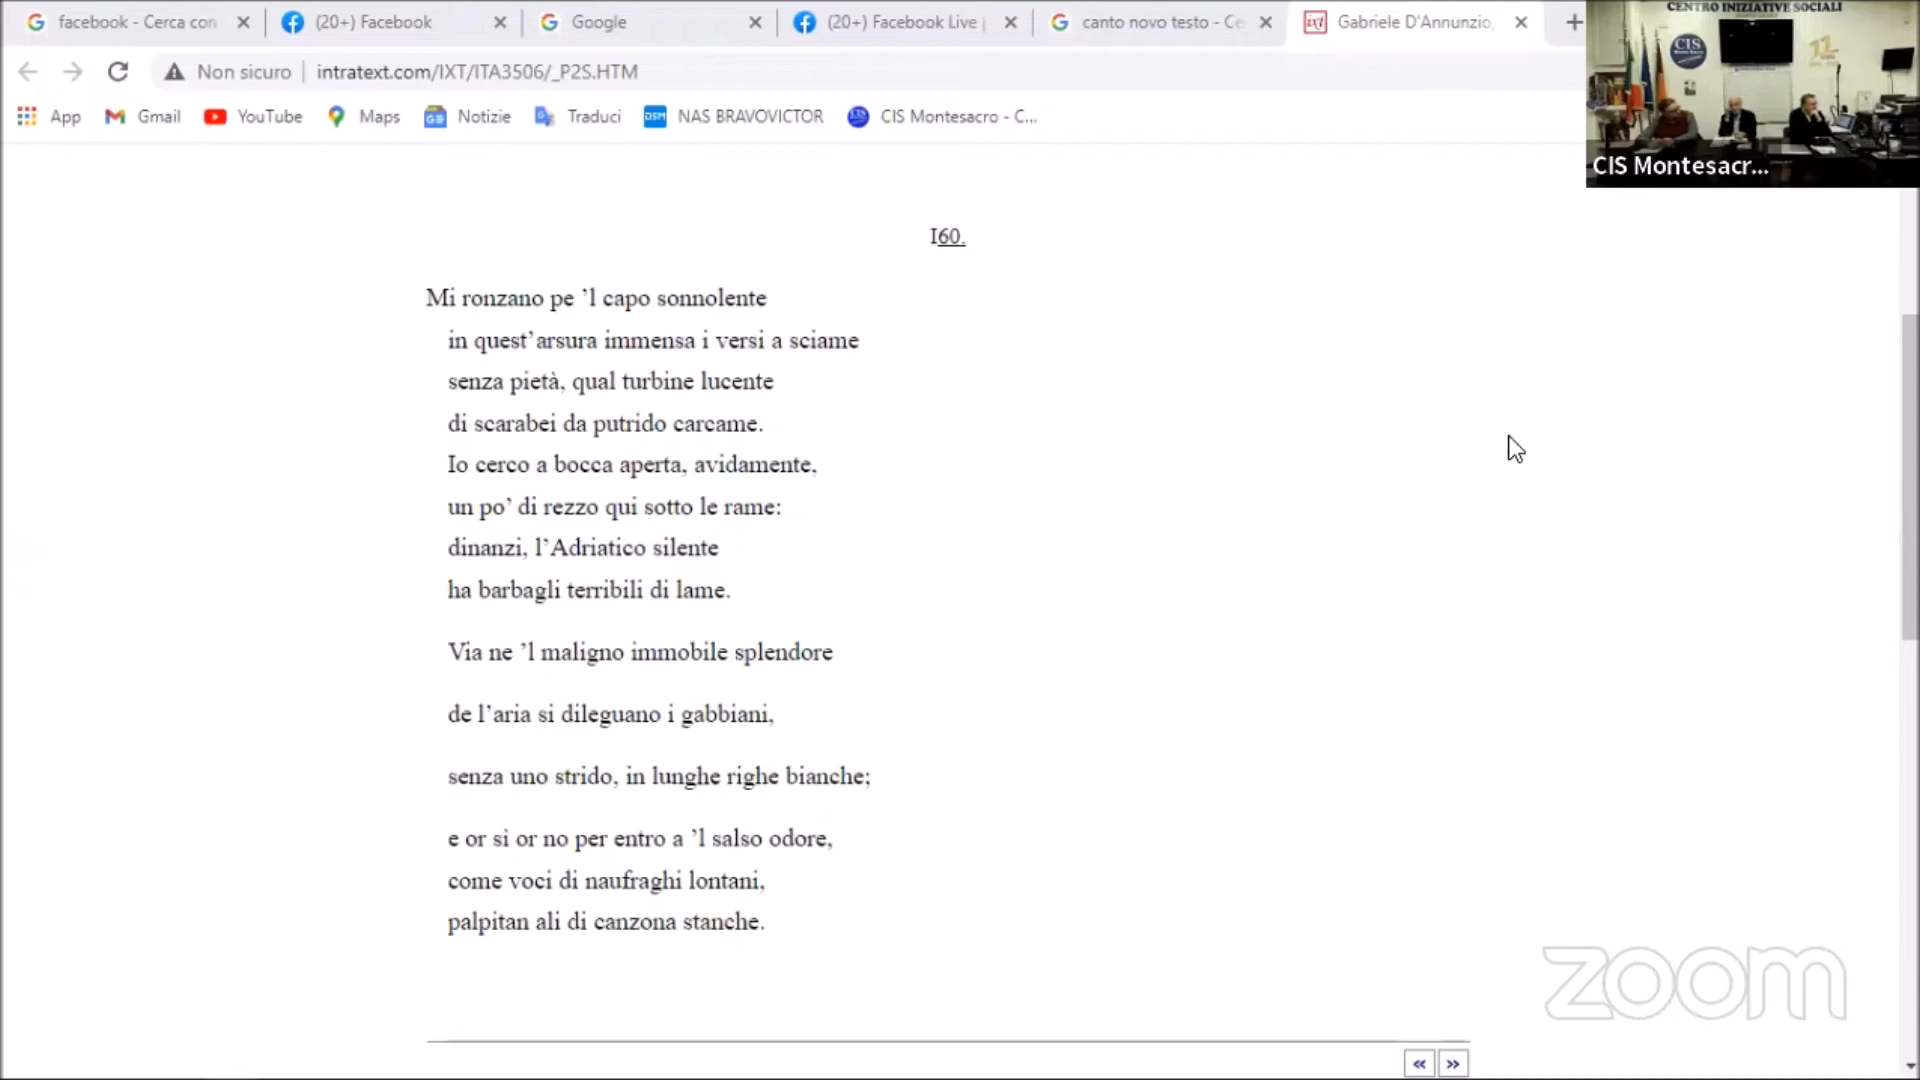 facebook - Cerca con
(20+) Facebook
Google
(20+) Facebook Live |
canto novo testo - Ce
Gabriele D'Annunzio,
CENTRO INIZIATIVE SOCIALI
Non sicuro
intratext.com/IXT/ITA3506/_P2S.HTM
CIS
App
Gmail
YouTube
Maps
Notizie
Traduci
DSM
NAS BRAVOVICTOR
CIS Montesacro - C...
CIS Montesacr...
I60.
Mi ronzano pe ’l capo sonnolente
in quest’arsura immensa i versi a sciame
senza pietà, qual turbine lucente
di scarabei da putrido carcame.
Io cerco a bocca aperta, avidamente,
un po’ di rezzo qui sotto le rame:
dinanzi, l’Adriatico silente
ha barbagli terribili di lame.
Via ne ’l maligno immobile splendore
de l’aria si dileguano i gabbiani,
senza uno strido, in lunghe righe bianche;
e or sì or no per entro a ’l salso odore,
come voci di naufraghi lontani,
palpitan ali di canzona stanche.
zoom
« »